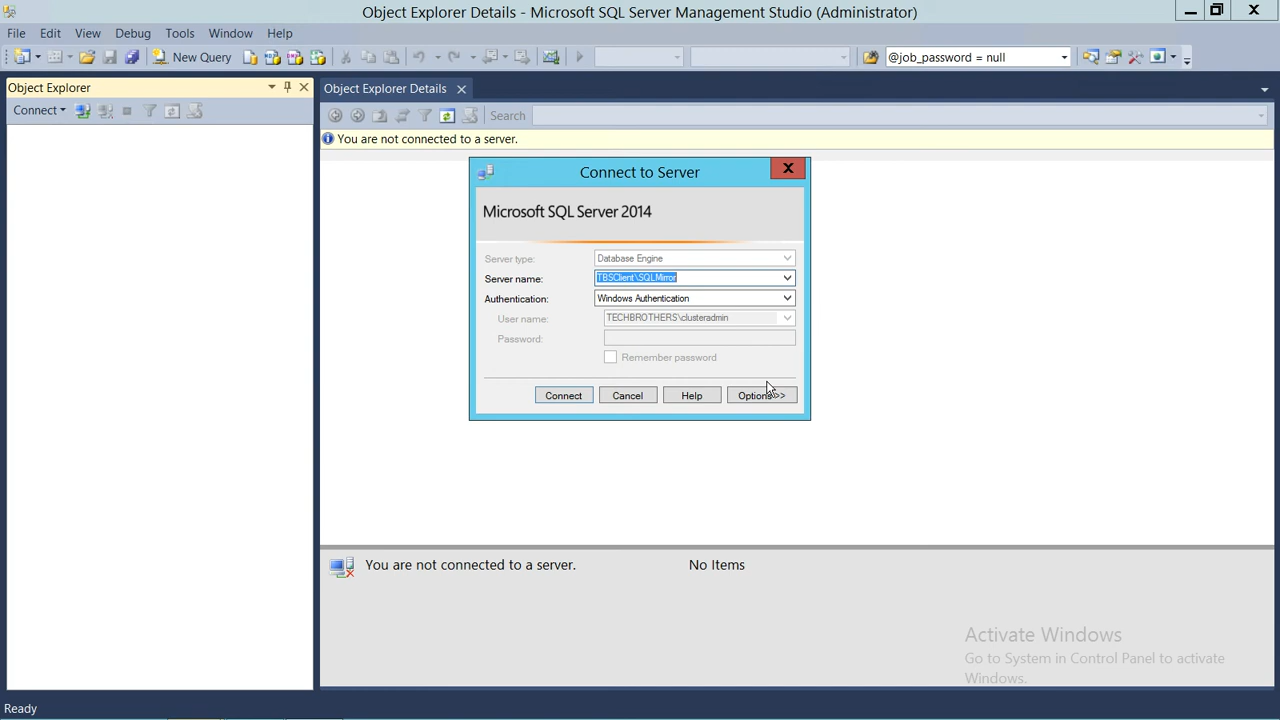 Object Explorer Details - Microsoft SQL Server Management Studio (Administrator)
File Edit View Debug Tools Window Help
New Query @job_password = null
Object Explorer
Connect
Object Explorer Details
Search
You are not connected to a server.
Connect to Server
X
Microsoft SQL Server 2014
Server type: Database Engine
Server name: TBSClient\SQLMirror
Authentication: Windows Authentication
User name: TECHBROTHERS\clusteradmin
Password:
Remember password
Connect Cancel Help Options >>
You are not connected to a server. No Items
Activate Windows
Go to System in Control Panel to activate
Windows.
Ready